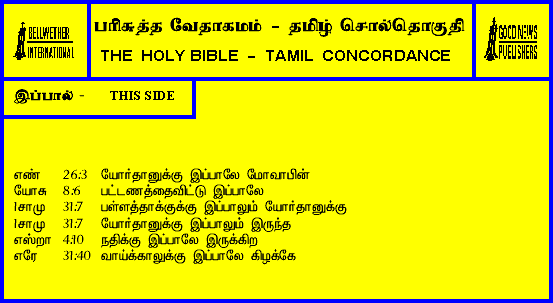 BELLWETHER
INTERNATIONAL
பரிசுத்த வேதாகமம் - தமிழ் சொல்தொகுதி
THE HOLY BIBLE - TAMIL CONCORDANCE
GOOD NEWS
PUBLISHERS
இப்பால் - THIS SIDE
எண் 26:3 யோர்தானுக்கு இப்பாலே மோவாபின்
யோசு 8:6 பட்டணத்தைவிட்டு இப்பாலே
1சாமு 31:7 பள்ளத்தாக்குக்கு இப்பாலும் யோர்தானுக்கு
1சாமு 31:7 யோர்தானுக்கு இப்பாலும் இருந்த
எஸ்றா 4:10 நதிக்கு இப்பாலே இருக்கிற
எரே 31:40 வாய்க்காலுக்கு இப்பாலே கிழக்கே